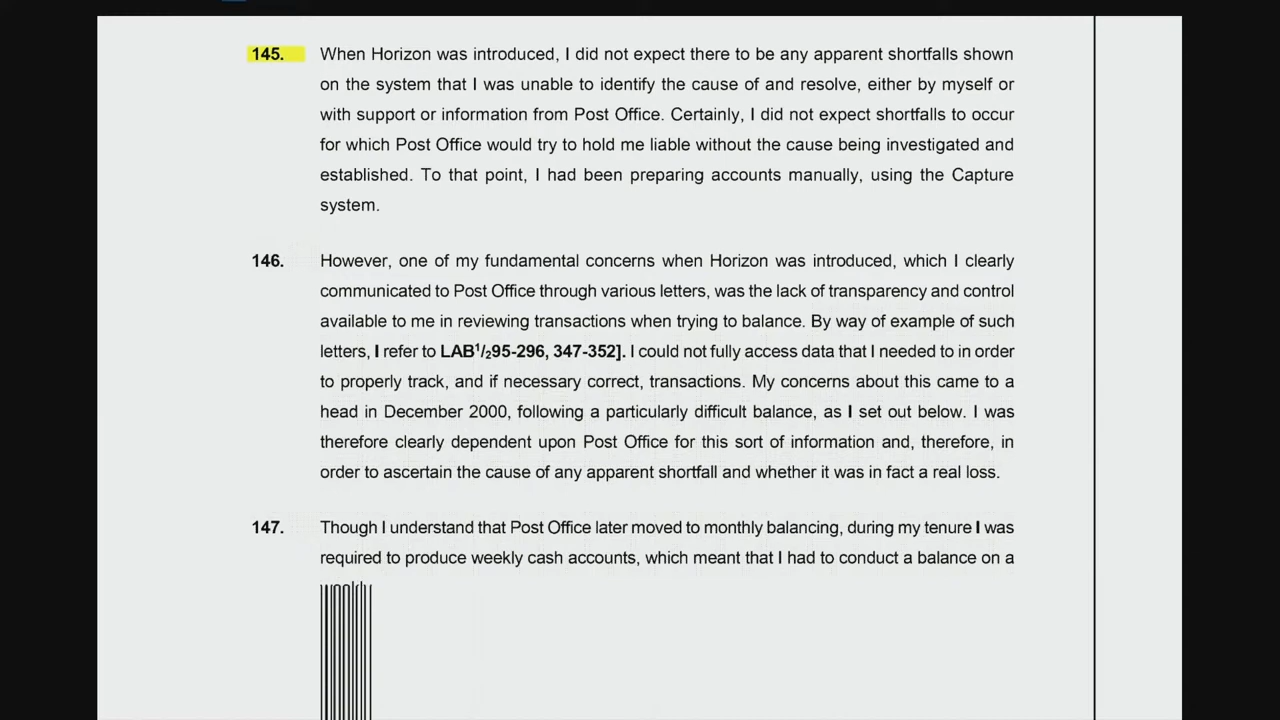 145. When Horizon was introduced, I did not expect there to be any apparent shortfalls shown
on the system that I was unable to identify the cause of and resolve, either by myself or
with support or information from Post Office. Certainly, I did not expect shortfalls to occur
for which Post Office would try to hold me liable without the cause being investigated and
established. To that point, I had been preparing accounts manually, using the Capture
system.
146. However, one of my fundamental concerns when Horizon was introduced, which I clearly
communicated to Post Office through various letters, was the lack of transparency and control
available to me in reviewing transactions when trying to balance. By way of example of such
letters, I refer to LAB¹/₂95-296, 347-352]. I could not fully access data that I needed to in order
to properly track, and if necessary correct, transactions. My concerns about this came to a
head in December 2000, following a particularly difficult balance, as I set out below. I was
therefore clearly dependent upon Post Office for this sort of information and, therefore, in
order to ascertain the cause of any apparent shortfall and whether it was in fact a real loss.
147. Though I understand that Post Office later moved to monthly balancing, during my tenure I was
required to produce weekly cash accounts, which meant that I had to conduct a balance on a